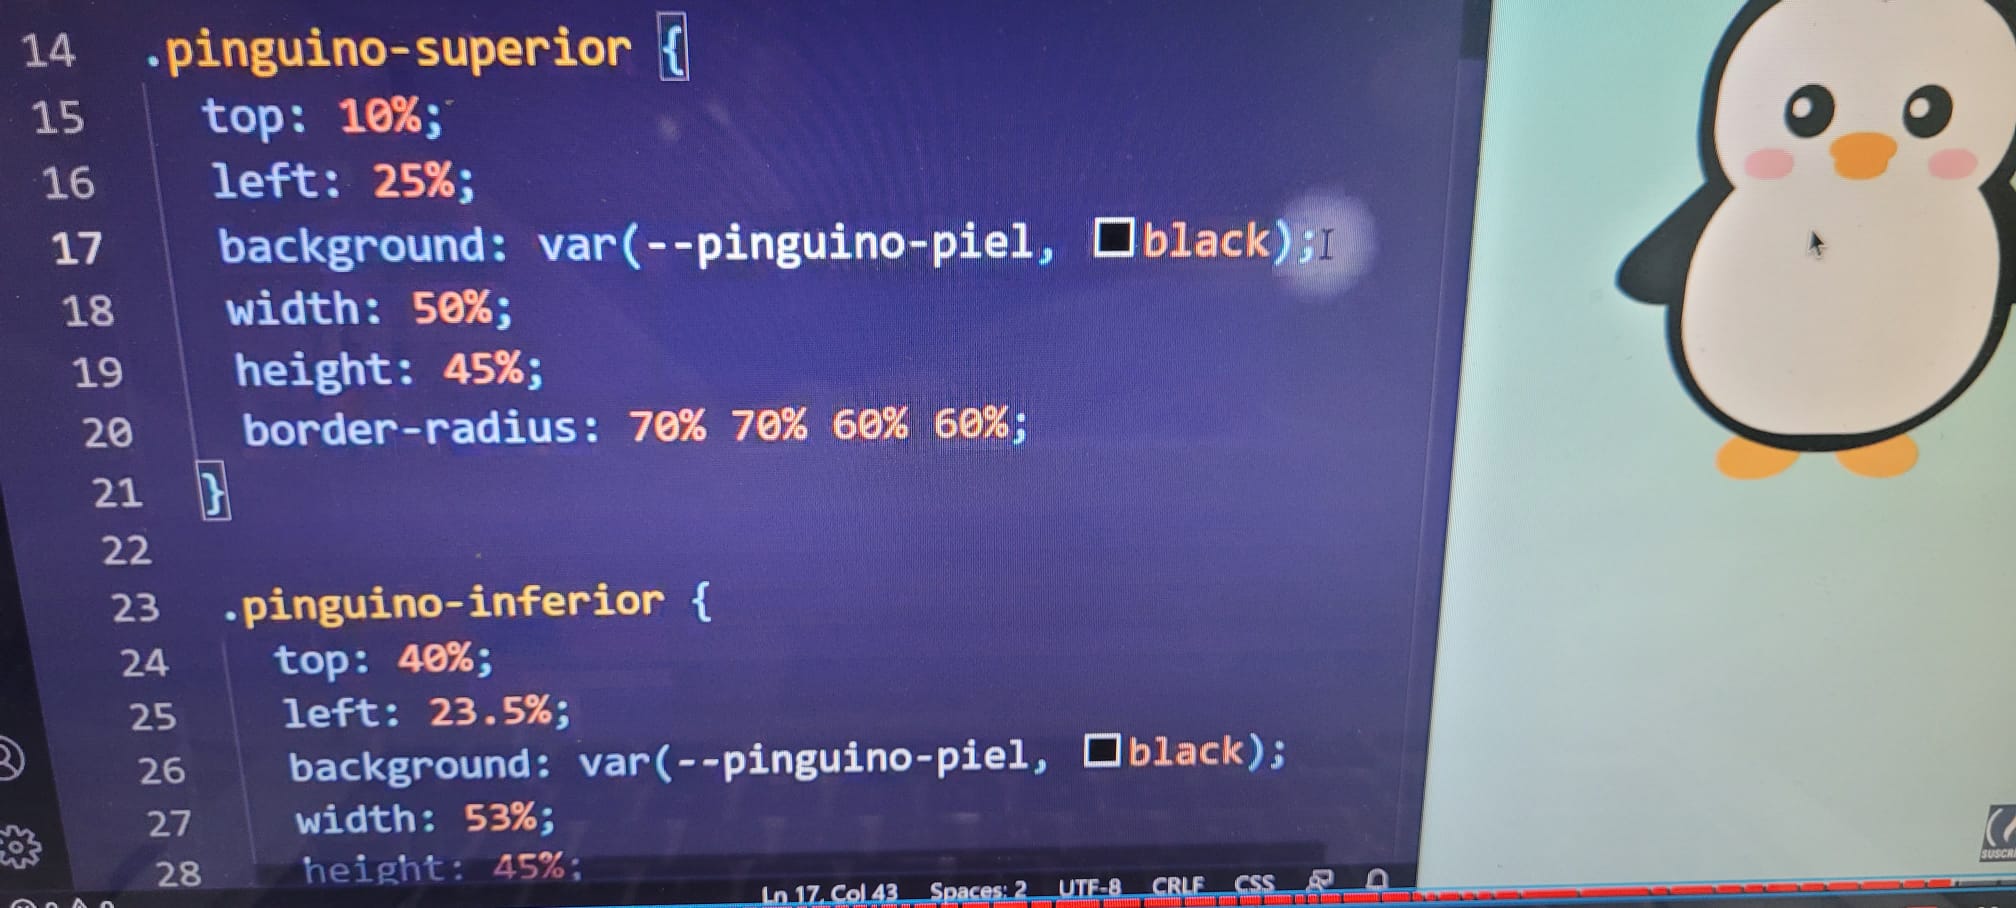 14 .pinguino-superior {
15 top: 10%;
16 left: 25%;
17 background: var(--pinguino-piel, black);
18 width: 50%;
19 height: 45%;
20 border-radius: 70% 70% 60% 60%;
21 }
22
23 .pinguino-inferior {
24 top: 40%;
25 left: 23.5%;
26 background: var(--pinguino-piel, black);
27 width: 53%;
28 height: 45%;
Ln 17, Col 43 Spaces: 2 UTF-8 CRLF CSS